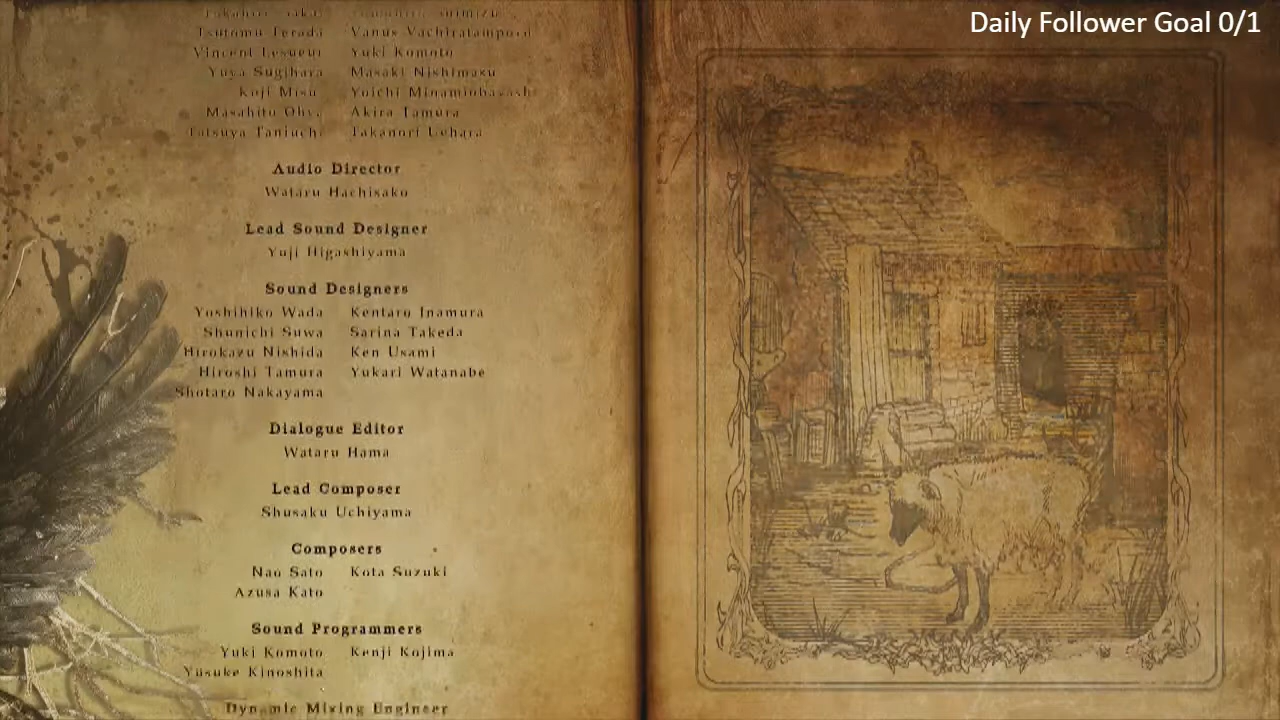 Daily Follower Goal 0/1
Tsutomu Terada Vanus Vachiratamporn
Vincent Lesueur Yuki Komoto
Yuya Sugihara Masaki Nishimasu
Koji Misu Yoichi Minamiobayashi
Masahito Ohya Akira Tamura
Tatsuya Taniuchi Takanori Uehara
Audio Director
Wataru Hachisako
Lead Sound Designer
Yuji Higashiyama
Sound Designers
Yoshihiko Wada Kentaro Inamura
Shunichi Suwa Sarina Takeda
Hirokazu Nishida Ken Usami
Hiroshi Tamura Yukari Watanabe
Shotaro Nakayama
Dialogue Editor
Wataru Hama
Lead Composer
Shusaku Uchiyama
Composers
Nao Sato Kota Suzuki
Azusa Kato
Sound Programmers
Yuki Komoto Kenji Kojima
Yusuke Kinoshita
Dynamic Mixing Engineer